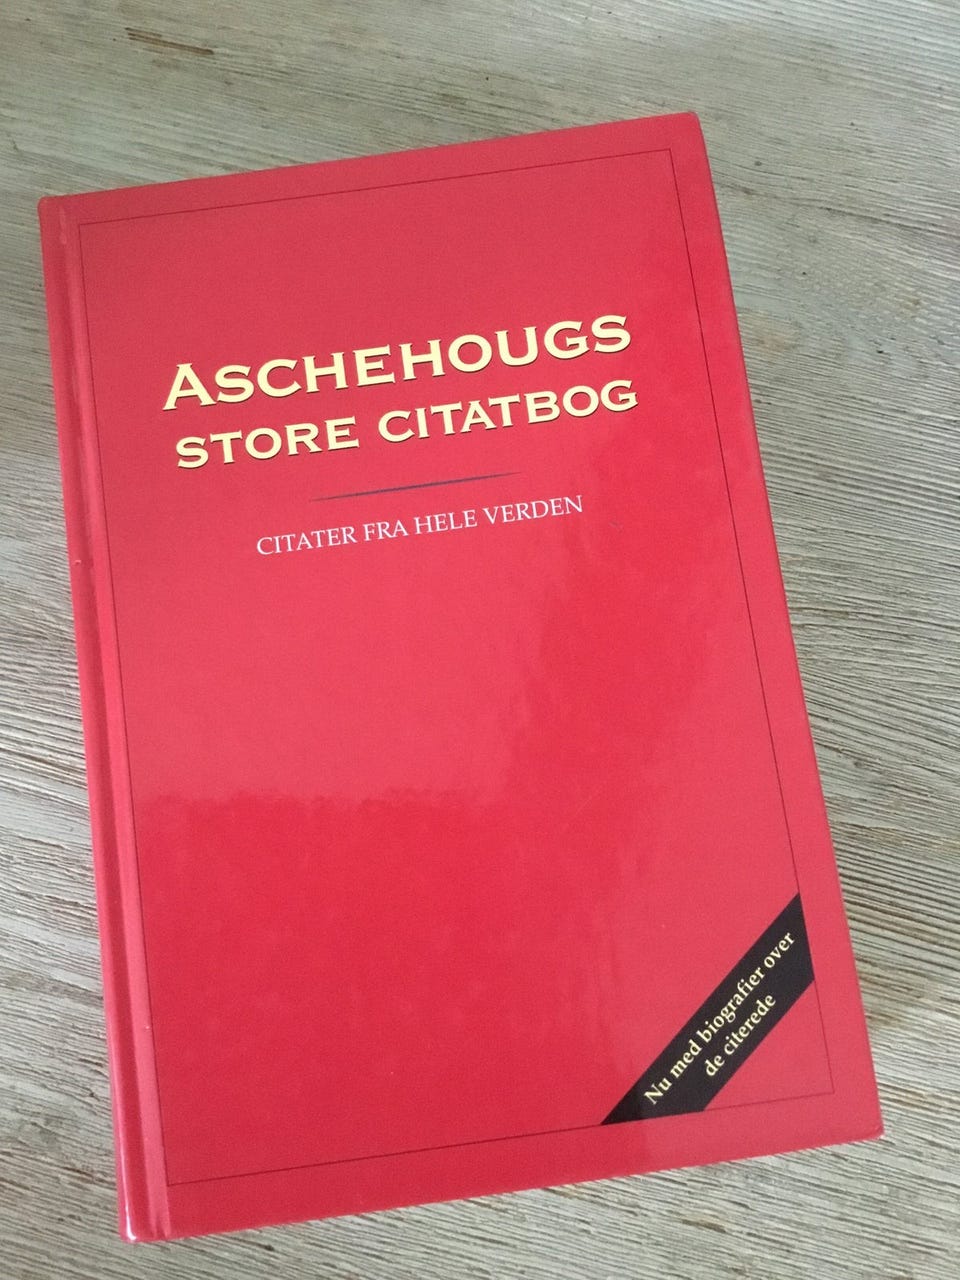 ASCHEHOUGS
STORE CITATBOG
CITATER FRA HELE VERDEN
Nu med biografier over
de citerede